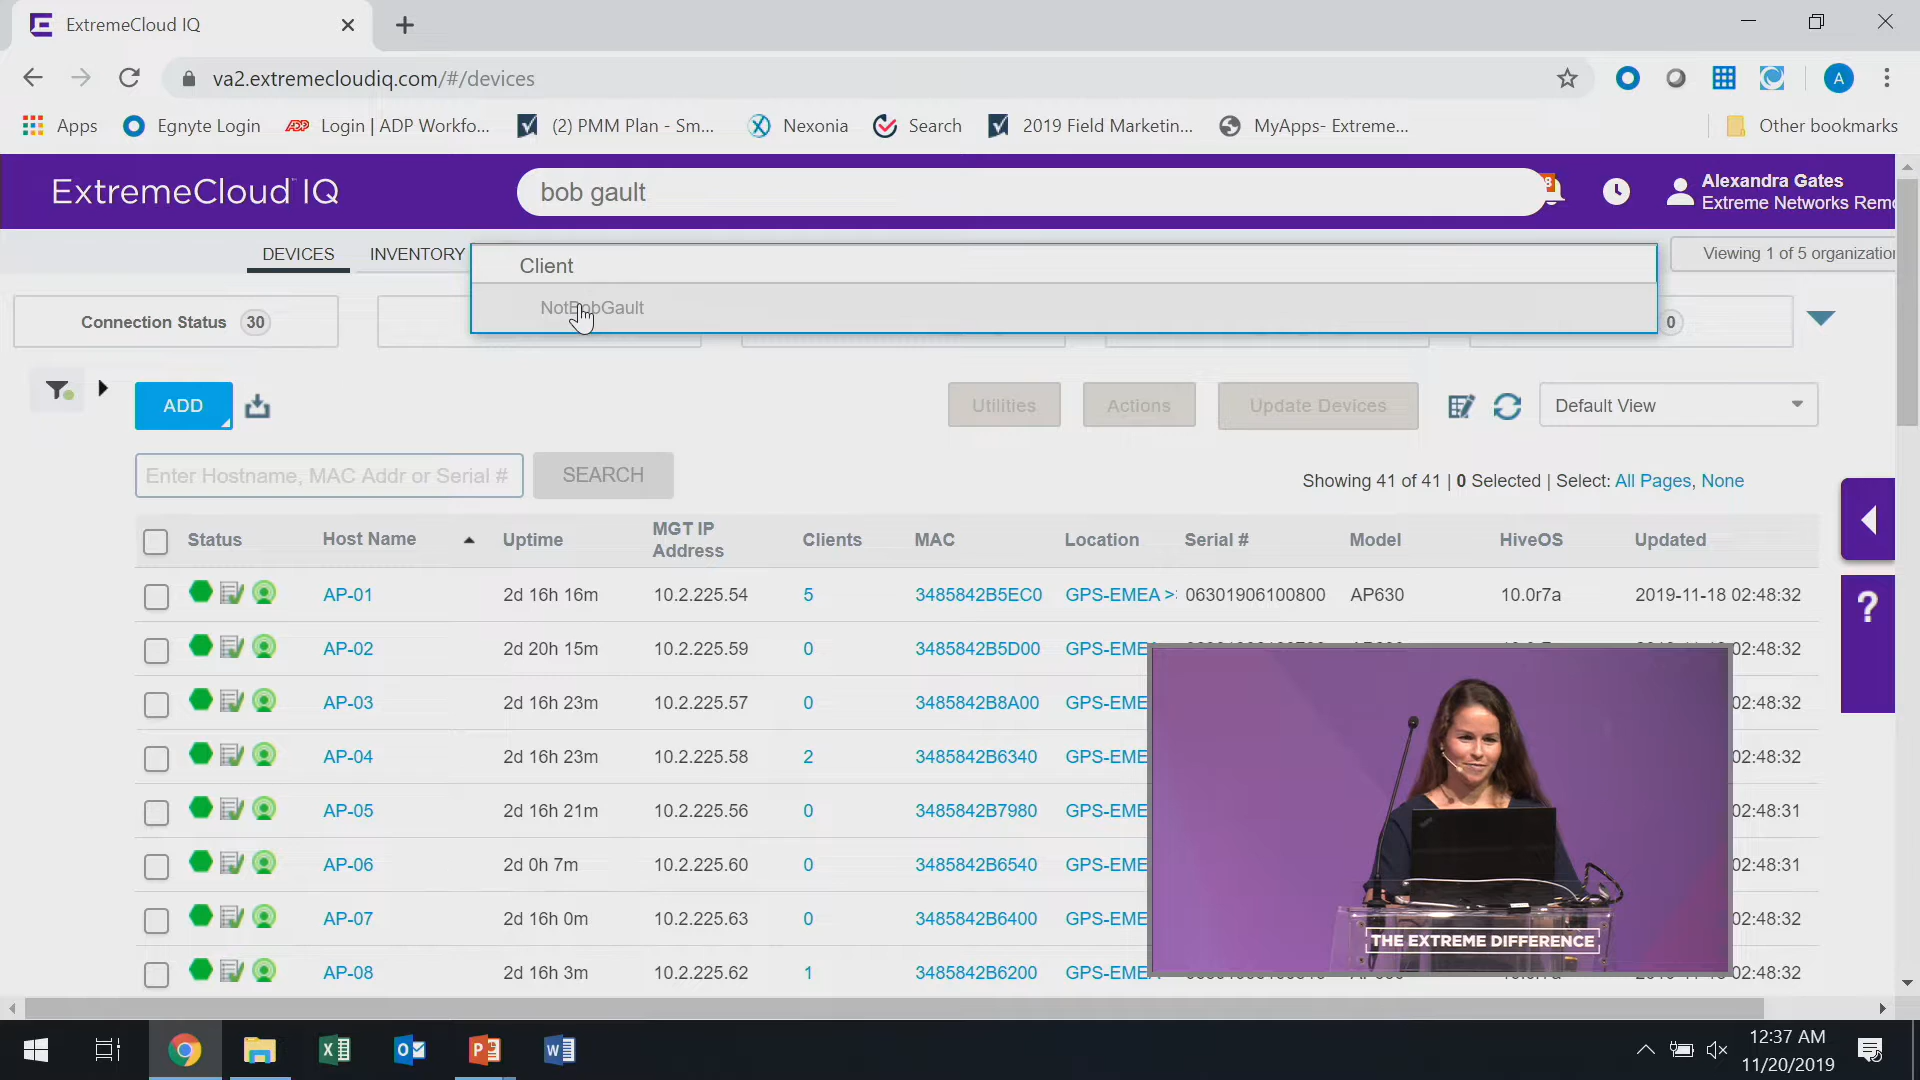 ExtremeCloud IQ
va2.extremecloudiq.com/#/devices
A
Apps
Egnyte Login
ADP Login | ADP Workfo...
(2) PMM Plan - Sm...
Nexonia
Search
2019 Field Marketin...
MyApps- Extreme...
Other bookmarks
ExtremeCloud IQ
bob gault
8
Alexandra Gates
Extreme Networks Remo
DEVICES
INVENTORY
Client
NotBobGault
Viewing 1 of 5 organization
Connection Status 30
0
ADD
Utilities
Actions
Update Devices
Default View
Enter Hostname, MAC Addr or Serial #
SEARCH
Showing 41 of 41 | 0 Selected | Select: All Pages, None
Status Host Name Uptime MGT IP Address Clients MAC Location Serial # Model HiveOS Updated
AP-01 2d 16h 16m 10.2.225.54 5 3485842B5EC0 GPS-EMEA > 06301906100800 AP630 10.0r7a 2019-11-18 02:48:32
?
AP-02 2d 20h 15m 10.2.225.59 0 3485842B5D00 GPS-EME 02:48:32
AP-03 2d 16h 23m 10.2.225.57 0 3485842B8A00 GPS-EME 02:48:32
AP-04 2d 16h 23m 10.2.225.58 2 3485842B6340 GPS-EME 02:48:32
AP-05 2d 16h 21m 10.2.225.56 0 3485842B7980 GPS-EME 02:48:31
AP-06 2d 0h 7m 10.2.225.60 0 3485842B6540 GPS-EME 02:48:31
AP-07 2d 16h 0m 10.2.225.63 0 3485842B6400 GPS-EME 02:48:32
THE EXTREME DIFFERENCE
AP-08 2d 16h 3m 10.2.225.62 1 3485842B6200 GPS-EME 02:48:32
12:37 AM
11/20/2019